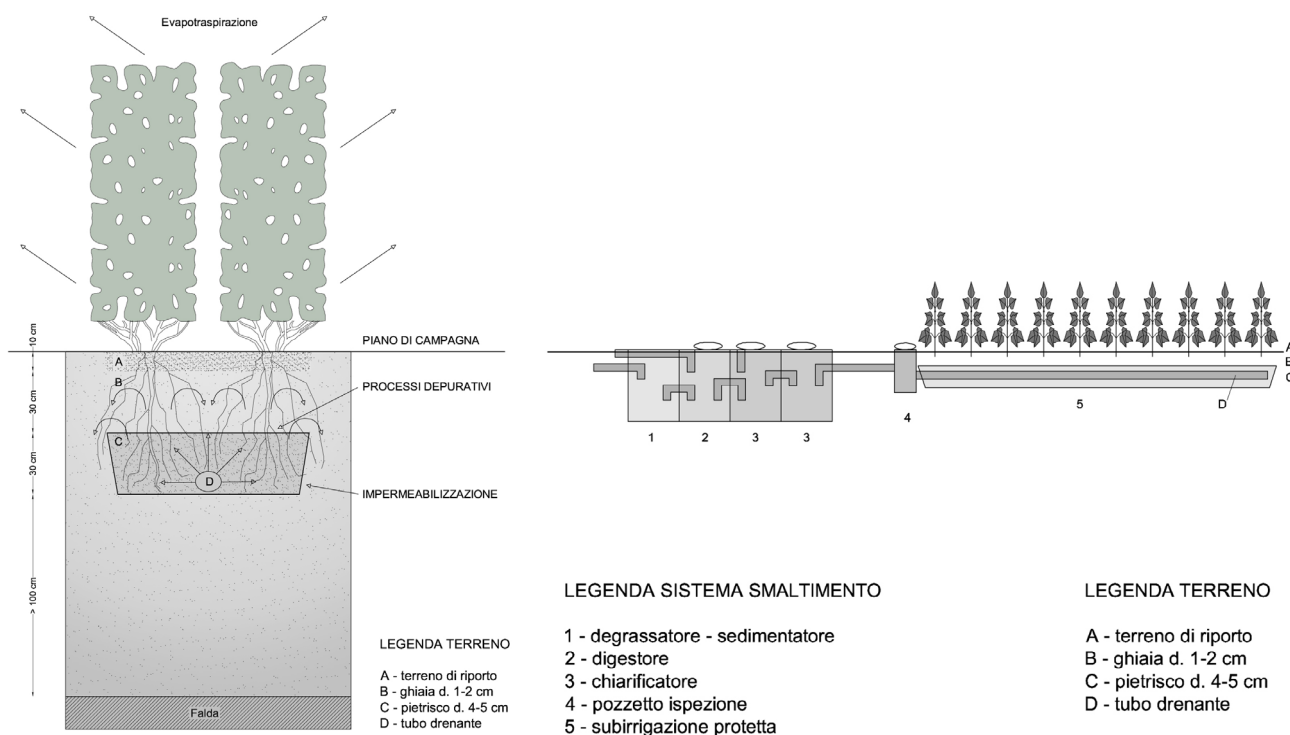 Evapotraspirazione
10 cm
PIANO DI CAMPAGNA
A
B
PROCESSI DEPURATIVI
30 cm
C
30 cm
D
IMPERMEABILIZZAZIONE
> 100 cm
Falda
LEGENDA TERRENO
A - terreno di riporto
B - ghiaia d. 1-2 cm
C - pietrisco d. 4-5 cm
D - tubo drenante
A
B
C
1
2
3
3
4
5
D
LEGENDA SISTEMA SMALTIMENTO
1 - degrassatore - sedimentatore
2 - digestore
3 - chiarificatore
4 - pozzetto ispezione
5 - subirrigazione protetta
LEGENDA TERRENO
A - terreno di riporto
B - ghiaia d. 1-2 cm
C - pietrisco d. 4-5 cm
D - tubo drenante